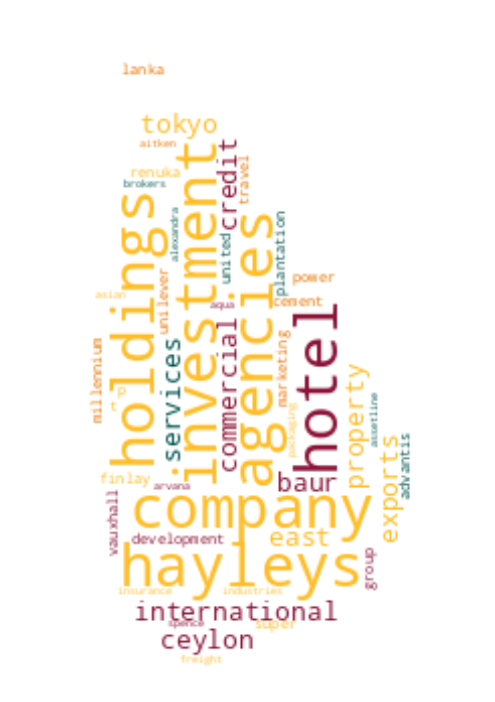 lanka
tokyo
aitken
renuka
brokers
holdings
investment
credit
travel
alexandra
united
agencies
plantation
asian
unilever
aqua
power
cement
hotel
millennium
services
commercial
marketing
packaging
property
assetline
exports
advantis
finlay
arvana
baur
company
vauxhall
development
east
hayleys
group
insurance
industries
international
spence
super
ceylon
freight